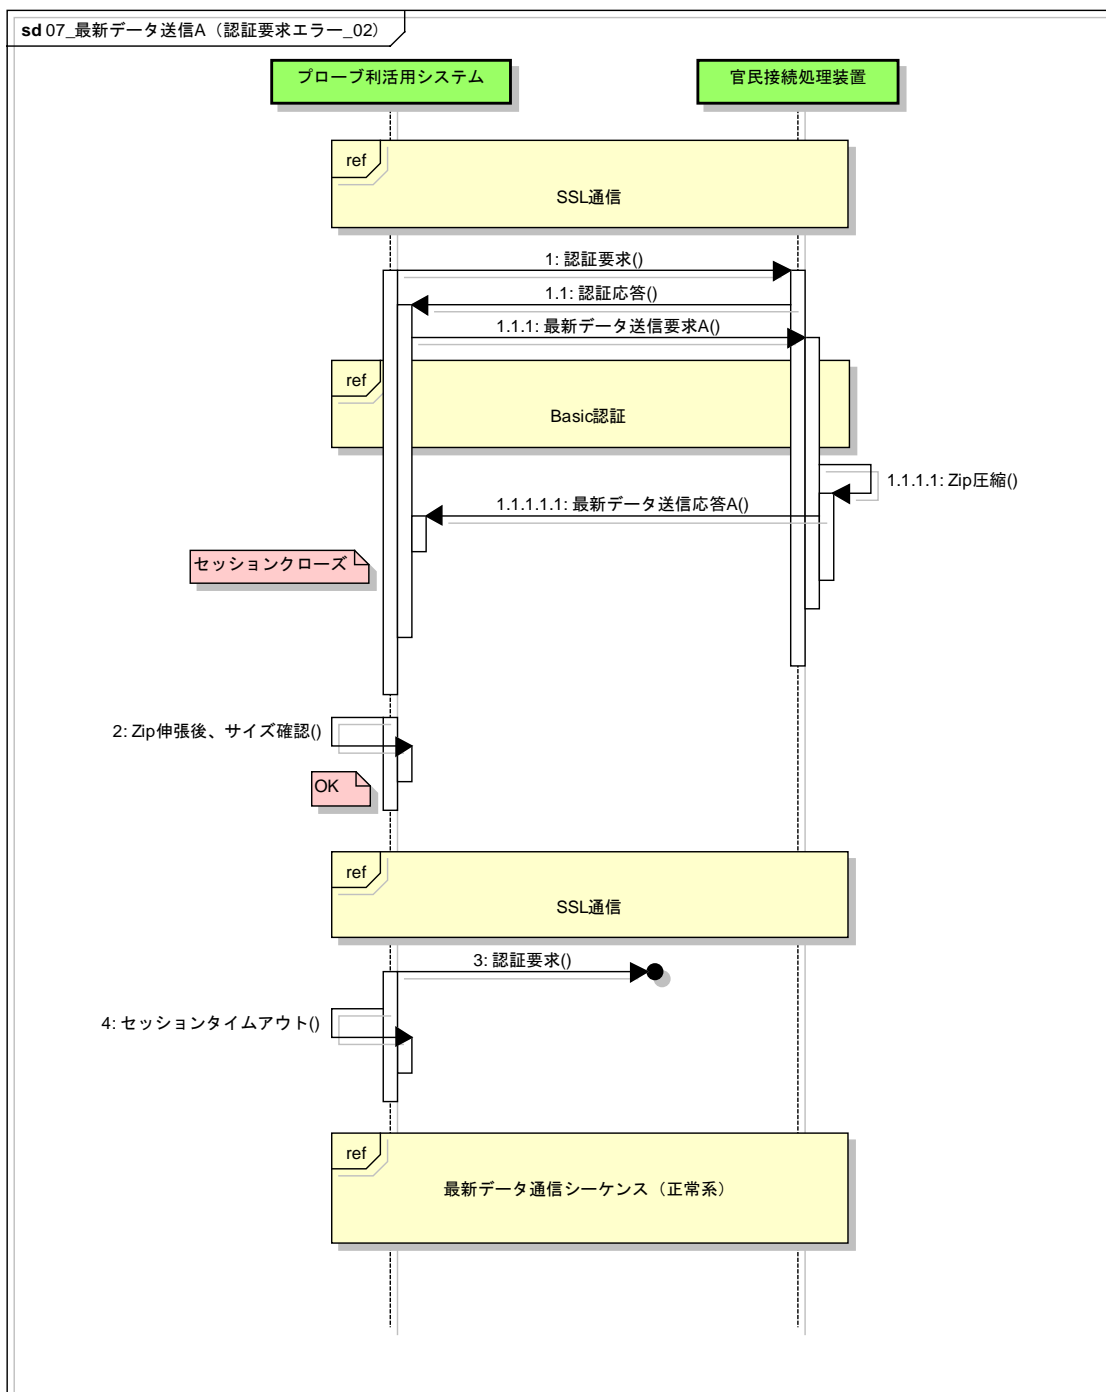 sd 07_最新データ送信A（認証要求エラー_02）
プローブ利活用システム
官民接続処理装置
ref
SSL通信
1: 認証要求()
1.1: 認証応答()
1.1.1: 最新データ送信要求A()
ref
Basic認証
1.1.1.1: Zip圧縮()
1.1.1.1.1: 最新データ送信応答A()
セッションクローズ
2: Zip伸張後、サイズ確認()
OK
ref
SSL通信
3: 認証要求()
4: セッションタイムアウト()
ref
最新データ通信シーケンス（正常系）